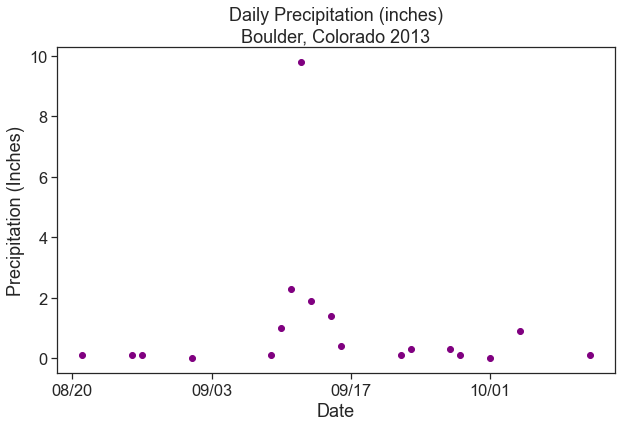 Daily Precipitation (inches)
Boulder, Colorado 2013
Precipitation (Inches)
10
8
6
4
2
0
08/20 09/03 09/17 10/01
Date